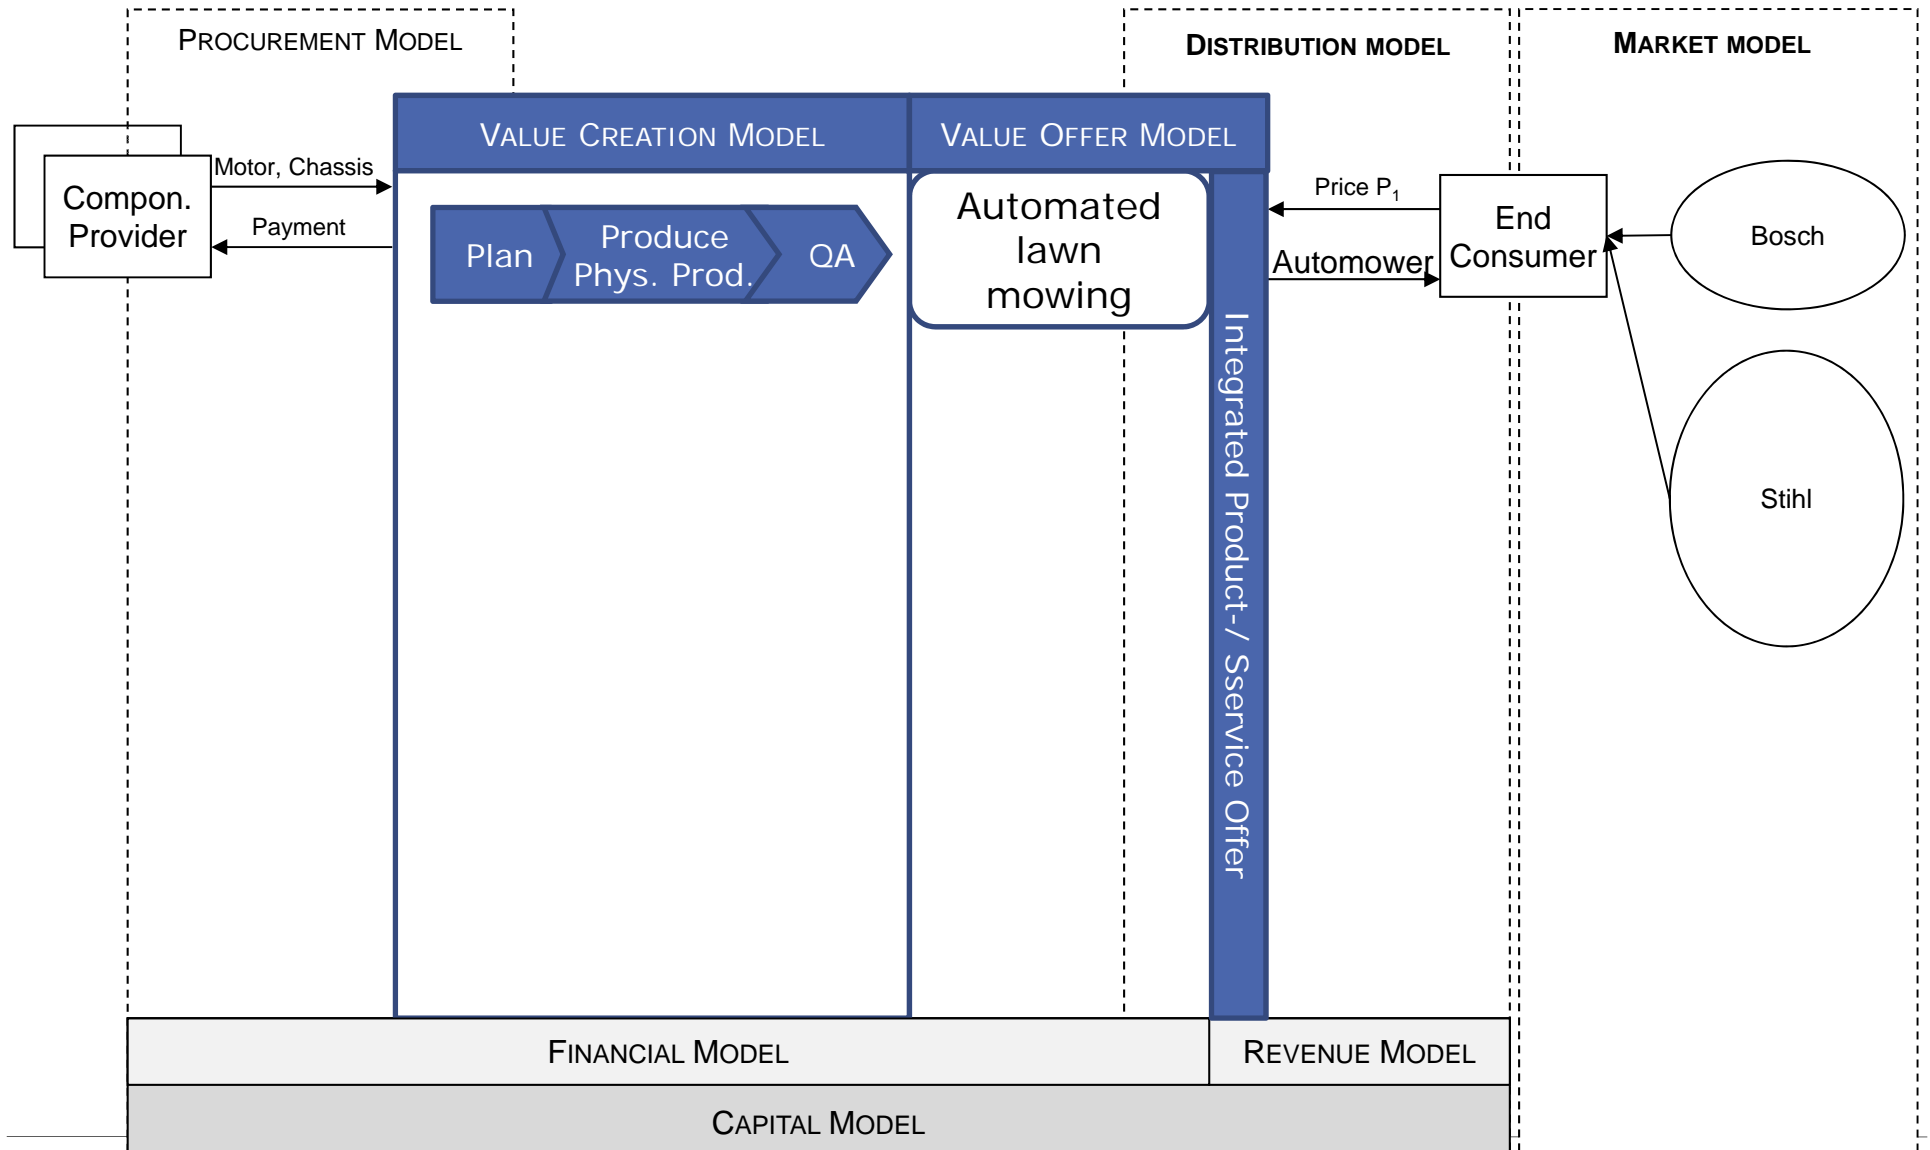 PROCUREMENT MODEL
DISTRIBUTION MODEL
MARKET MODEL
VALUE CREATION MODEL
VALUE OFFER MODEL
Compon.
Provider
Motor, Chassis
Payment
Plan
Produce
Phys. Prod.
QA
Automated
lawn
mowing
Integrated Product-/ Sservice Offer
Price P1
Automower
End
Consumer
Bosch
Stihl
FINANCIAL MODEL
REVENUE MODEL
CAPITAL MODEL